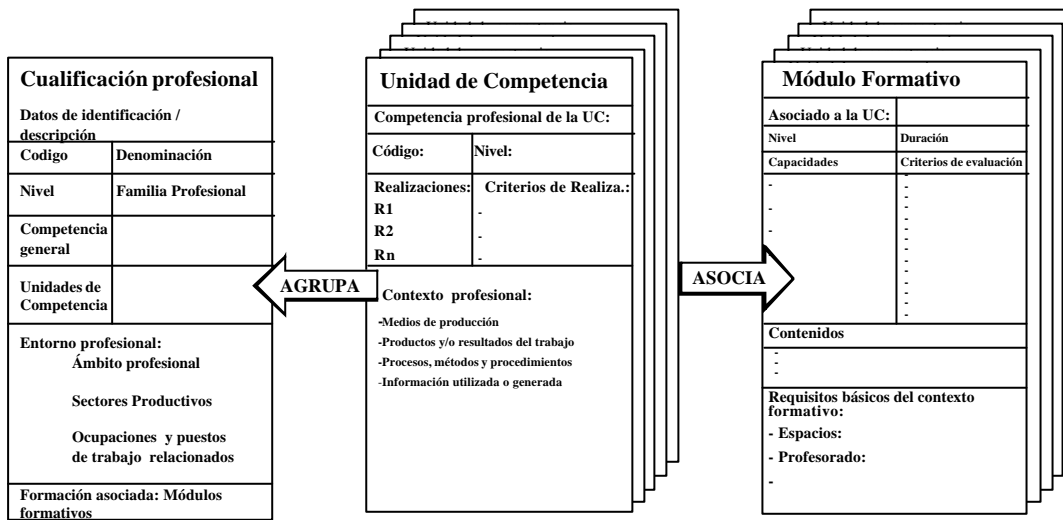 Cualificación profesional
Datos de identificación /
descripción
Codigo
Denominación
Nivel
Familia Profesional
Competencia
general
Unidades de
Competencia
Entorno profesional:
Ámbito profesional
Sectores Productivos
Ocupaciones y puestos
de trabajo relacionados
Formación asociada: Módulos
formativos
AGRUPA
Unidad de Competencia
Competencia profesional de la UC:
Código:
Nivel:
Realizaciones:
Criterios de Realiza.:
R1
-
R2
-
Rn
-
Contexto profesional:
-Medios de producción
-Productos y/o resultados del trabajo
-Procesos, métodos y procedimientos
-Información utilizada o generada
ASOCIA
Módulo Formativo
Asociado a la UC:
Nivel
Duración
Capacidades
Criterios de evaluación
-
-
-
-
-
-
-
-
-
-
-
-
-
-
Contenidos
-
-
-
Requisitos básicos del contexto
formativo:
- Espacios:
- Profesorado:
-